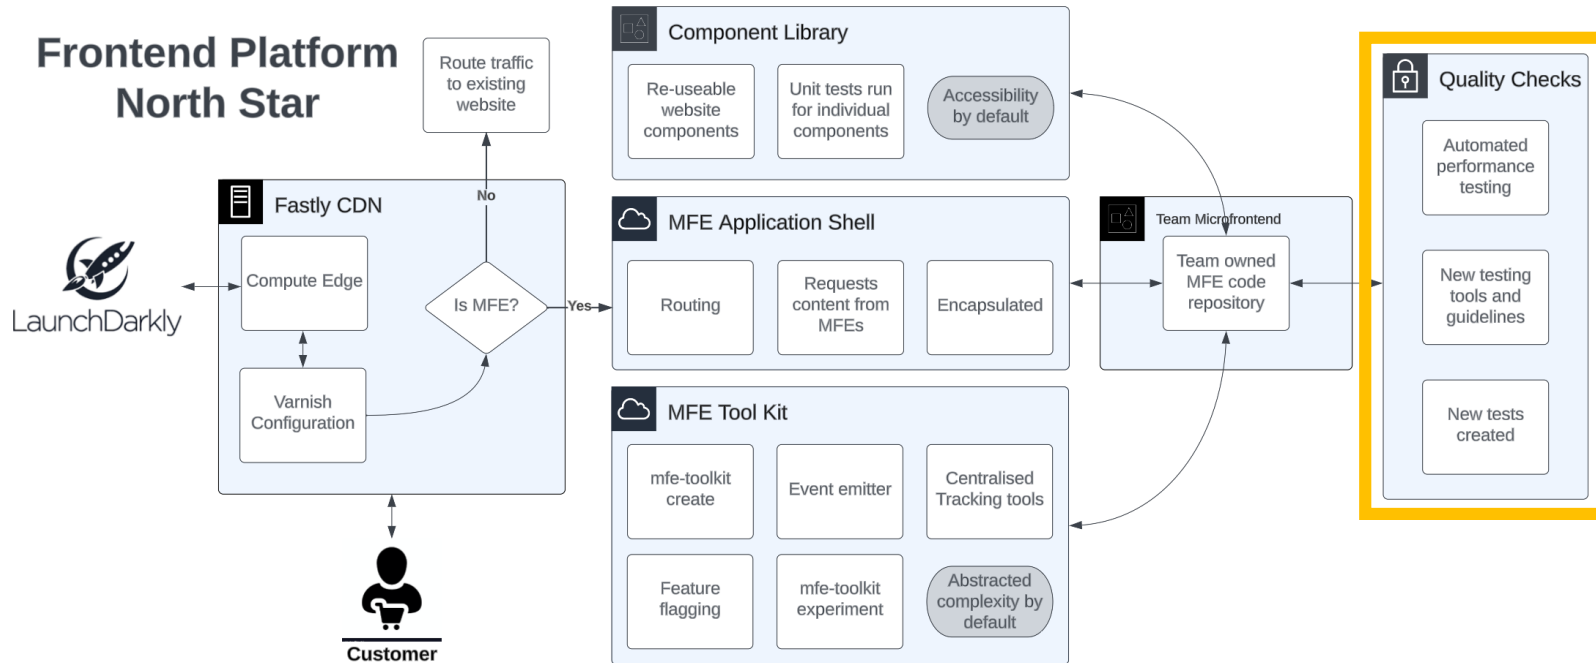 Frontend Platform
North Star
Route traffic
to existing
website
No
Fastly CDN
LaunchDarkly
Compute Edge
Varnish
Configuration
Is MFE?
Yes
Customer
Component Library
Re-useable
website
components
Unit tests run
for individual
components
Accessibility
by default
MFE Application Shell
Routing
Requests
content from
MFEs
Encapsulated
MFE Tool Kit
mfe-toolkit
create
Event emitter
Centralised
Tracking tools
Feature
flagging
mfe-toolkit
experiment
Abstracted
complexity by
default
Team Microfrontend
Team owned
MFE code
repository
Quality Checks
Automated
performance
testing
New testing
tools and
guidelines
New tests
created